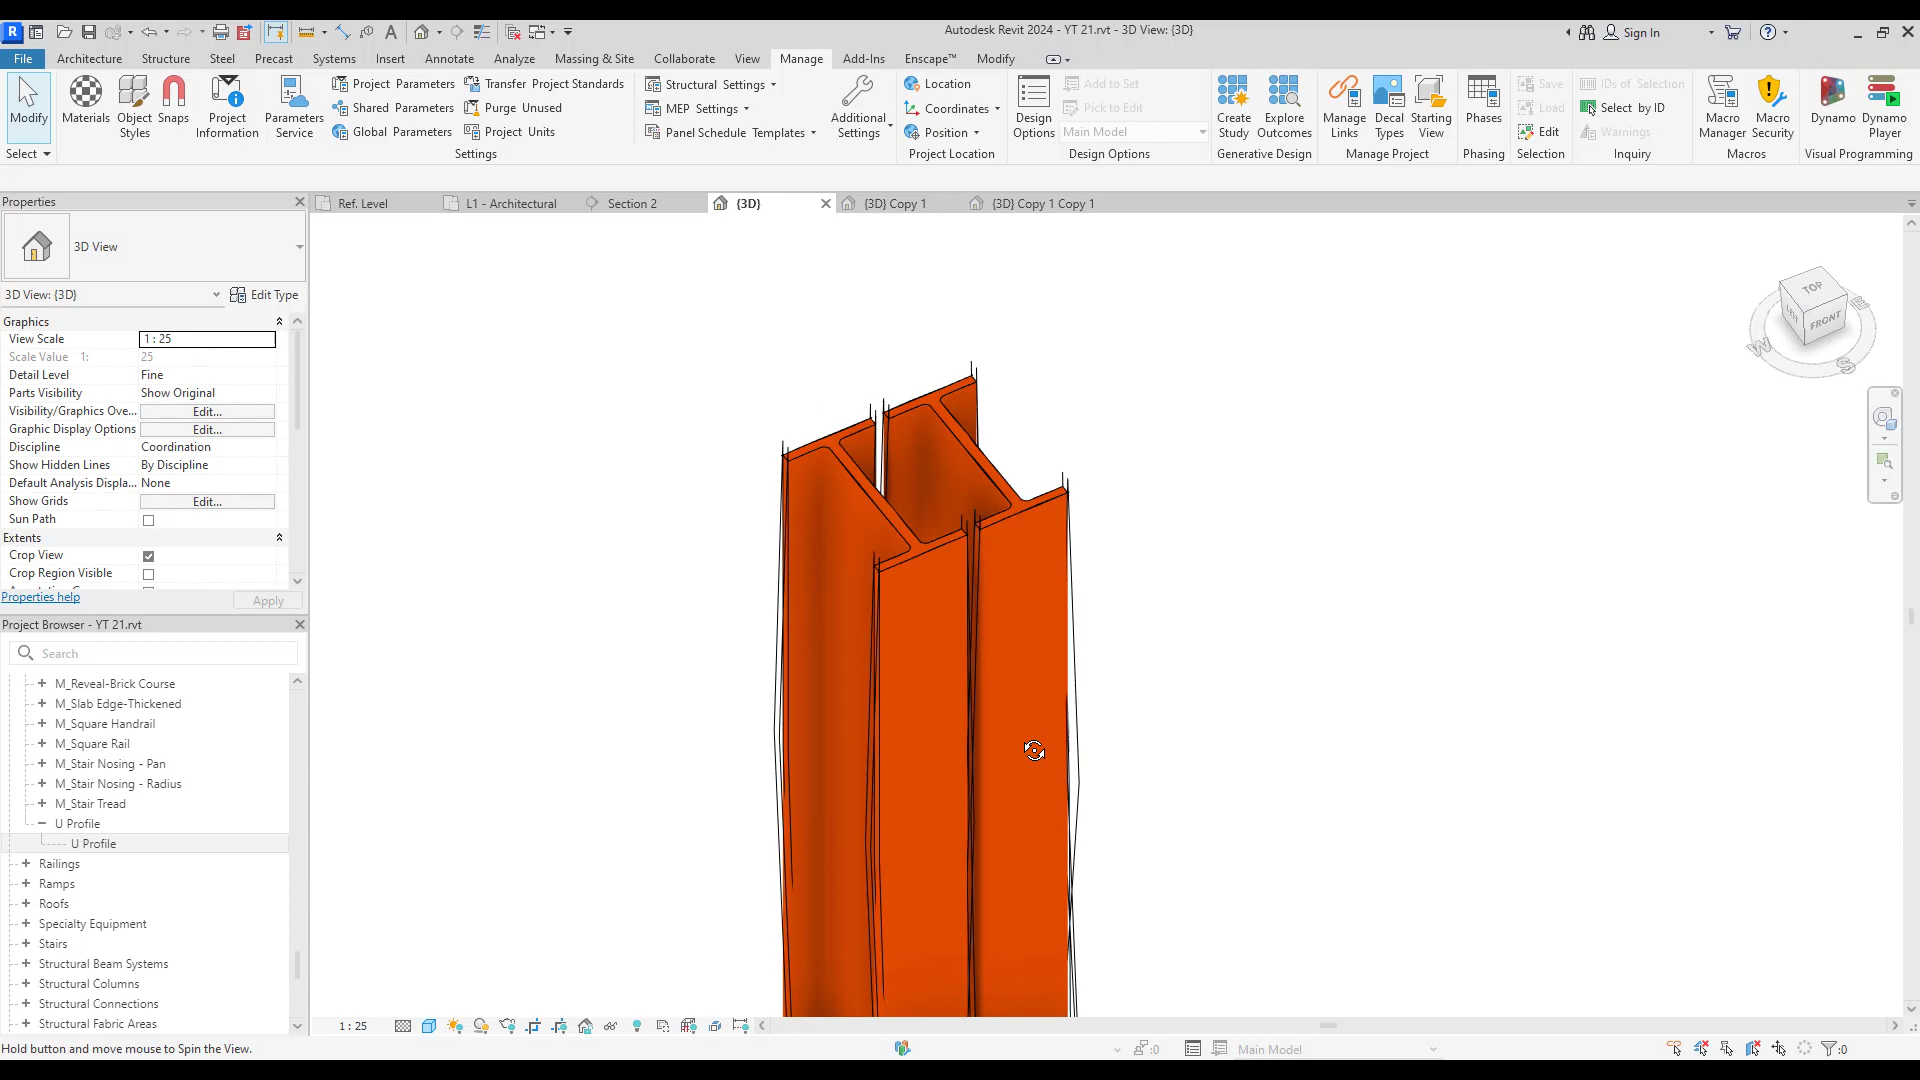 Autodesk Revit 2024 - YT 21.rvt - 3D View: {3D}
Sign In
File Architecture Structure Steel Precast Systems Insert Annotate Analyze Massing & Site Collaborate View Manage Add-Ins Enscape™ Modify
Modify
Materials
Object
Styles
Snaps
Project
Information
Parameters
Service
Project Parameters
Shared Parameters
Global Parameters
Transfer Project Standards
Purge Unused
Project Units
Structural Settings
MEP Settings
Panel Schedule Templates
Additional
Settings
Location
Coordinates
Position
Design
Options
Add to Set
Pick to Edit
Main Model
Create
Study
Explore
Outcomes
Manage
Links
Decal
Types
Starting
View
Phases
Save
Load
Edit
IDs of Selection
Select by ID
Warnings
Macro
Manager
Macro
Security
Dynamo
Dynamo
Player
Select Settings Project Location Design Options Generative Design Manage Project Phasing Selection Inquiry Macros Visual Programming
Properties
Ref. Level L1 - Architectural Section 2 {3D} {3D} Copy 1 {3D} Copy 1 Copy 1
3D View
3D View: {3D} Edit Type
Graphics
View Scale 1 : 25
Scale Value 1: 25
Detail Level Fine
Parts Visibility Show Original
Visibility/Graphics Ove... Edit...
Graphic Display Options Edit...
Discipline Coordination
Show Hidden Lines By Discipline
Default Analysis Displa... None
Show Grids Edit...
Sun Path
Extents
Crop View
Crop Region Visible
Properties help Apply
Project Browser - YT 21.rvt
Search
M_Reveal-Brick Course
M_Slab Edge-Thickened
M_Square Handrail
M_Square Rail
M_Stair Nosing - Pan
M_Stair Nosing - Radius
M_Stair Tread
U Profile
U Profile
Railings
Ramps
Roofs
Specialty Equipment
Stairs
Structural Beam Systems
Structural Columns
Structural Connections
Structural Fabric Areas
TOP
LEFT
FRONT
W
S
E
1 : 25
Hold button and move mouse to Spin the View.
:0
Main Model
:0